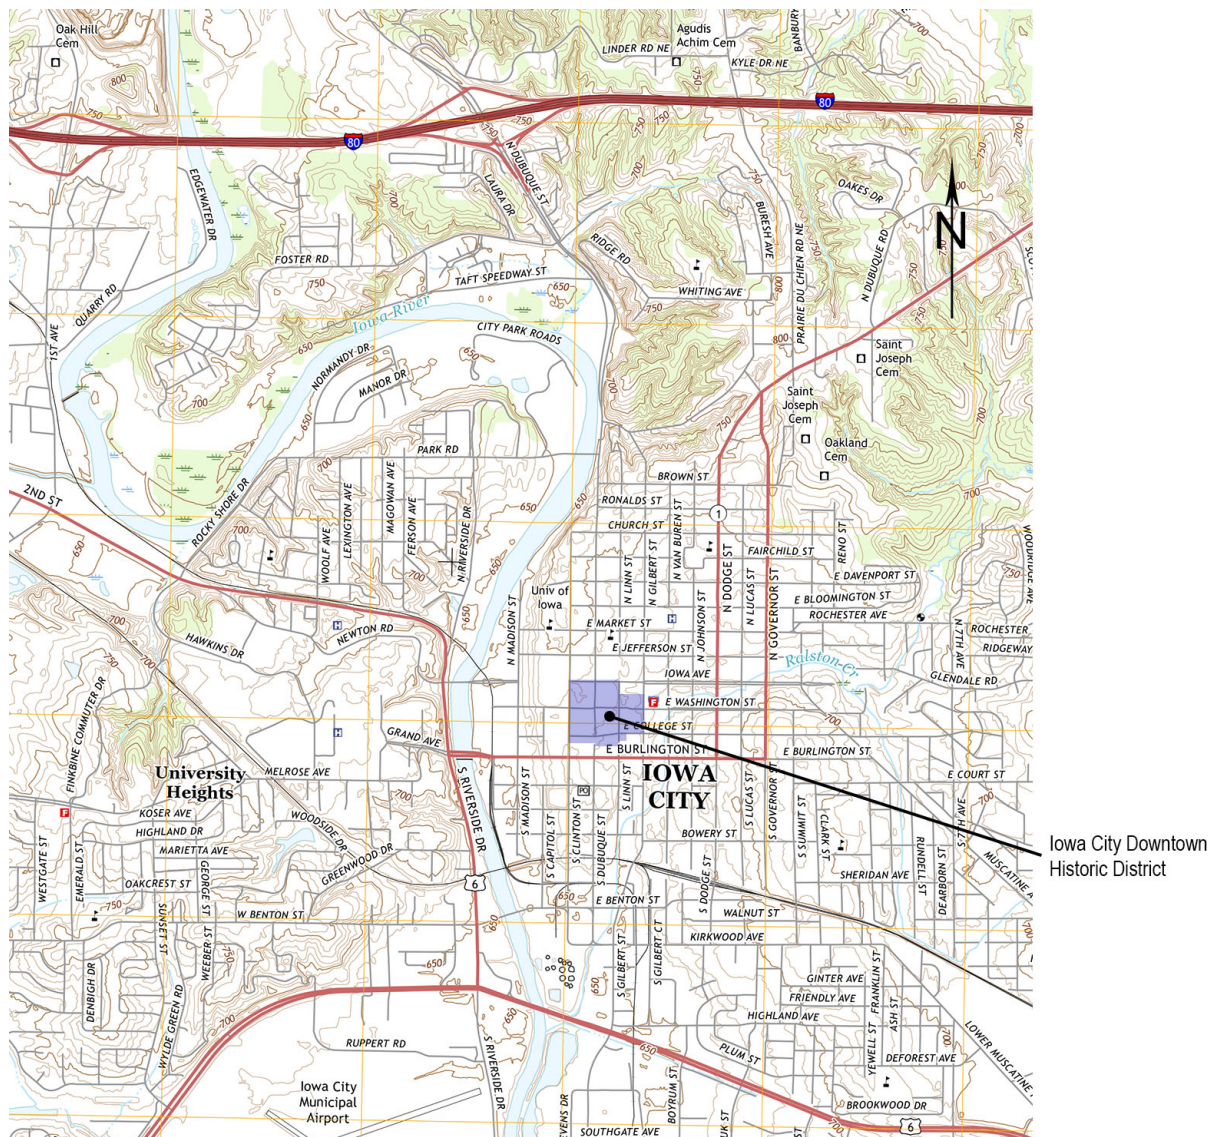 Oak Hill
Cem
Agudis
Achim Cem
LINDER RD NE
KYLE DR NE
BANBURY
80
80
800
750
750
750
750
700
N DUBUQUE ST
LAURA DR
EDGEWATER DR
OAKES DR
BURESH AVE
RIDGE RD
N
N DUBUQUE RD
PRAIRIE DU CHIEN RD NE
FOSTER RD
TAFT SPEEDWAY ST
WHITING AVE
QUARRY RD
1ST AVE
Iowa River
CITY PARK ROADS
NORMANDY DR
MANOR DR
Saint
Joseph
Cem
Saint
Joseph
Cem
Oakland
Cem
PARK RD
BROWN ST
2ND ST
ROCKY SHORE DR
WOOLF AVE
LEXINGTON AVE
MAGOWAN AVE
FERSON AVE
N RIVERSIDE DR
RONALDS ST
CHURCH ST
1
N LINN ST
N GILBERT ST
N VAN BUREN ST
FAIRCHILD ST
RENO ST
WOODRIDGE AVE
N DODGE ST
N LUCAS ST
N GOVERNOR ST
E DAVENPORT ST
E BLOOMINGTON ST
ROCHESTER AVE
Univ of
Iowa
N MADISON ST
E MARKET ST
E JEFFERSON ST
N JOHNSON ST
H
H
HAWKINS DR
NEWTON RD
N 7TH AVE
ROCHESTER
RIDGEWAY
IOWA AVE
Ralston Cr
GLENDALE RD
F
E WASHINGTON ST
E COLLEGE ST
E BURLINGTON ST
E BURLINGTON ST
FINKBINE COMMUTER DR
H
GRAND AVE
MELROSE AVE
University
Heights
IOWA
CITY
E COURT ST
S RIVERSIDE DR
S MADISON ST
S CAPITOL ST
S CLINTON ST
PO
S DUBUQUE ST
S LINN ST
S LUCAS ST
S GOVERNOR ST
S SUMMIT ST
CLARK ST
S 7TH AVE
F
KOSER AVE
HIGHLAND DR
MARIETTA AVE
WOODSIDE DR
GREENWOOD DR
BOWERY ST
Iowa City Downtown
Historic District
WESTGATE ST
EMERALD ST
OAKCREST ST
GEORGE ST
SHERIDAN AVE
RUNDELL ST
DEARBORN ST
MUSCATINE A
6
S DODGE ST
E BENTON ST
W BENTON ST
SUNSET ST
WEEBER ST
WALNUT ST
KIRKWOOD AVE
S GILBERT ST
S GILBERT CT
DENBIGH DR
WYLDE GREEN RD
GINTER AVE
FRIENDLY AVE
HIGHLAND AVE
FRANKLIN ST
ASH ST
YEWELL ST
RUPPERT RD
S RIVERSIDE DR
PLUM ST
DEFOREST AVE
LOWER MUSCATINE
BOYRUM ST
BROOKWOOD DR
Iowa City
Municipal
Airport
6
EVENS DR
SOUTHGATE AVE
UK ST